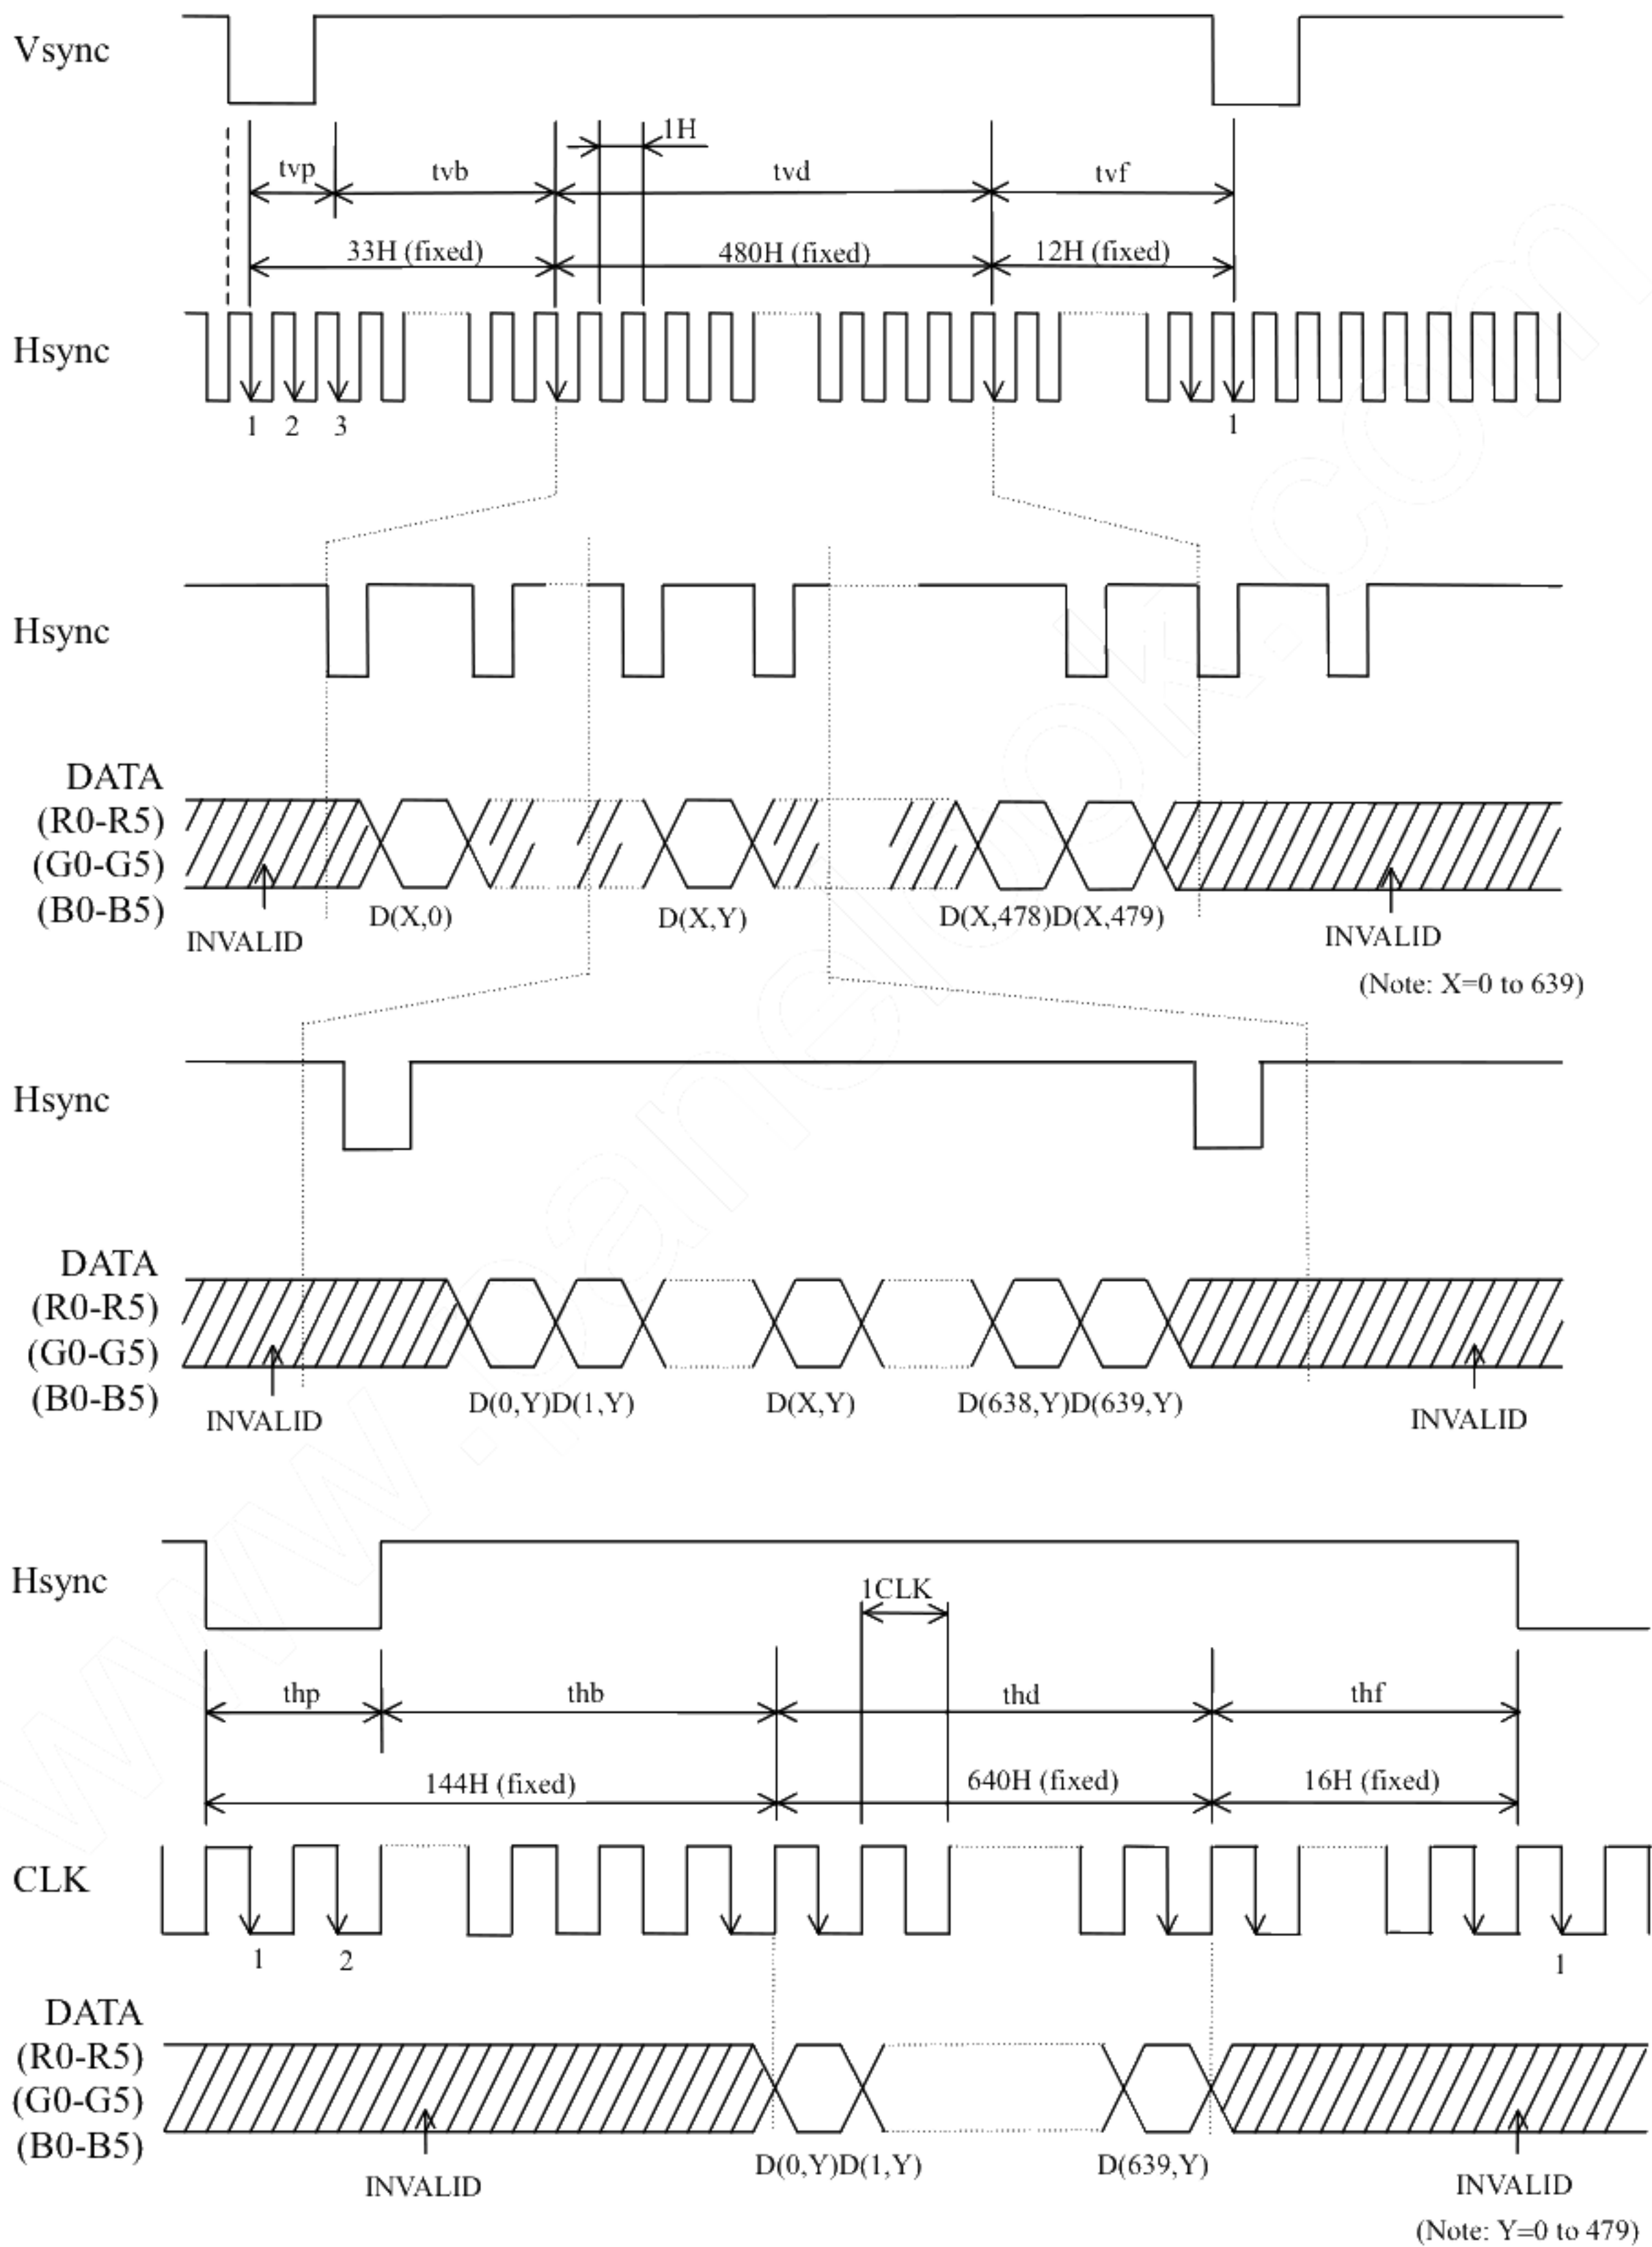 Vsync
1H
tvp tvb tvd tvf
33H (fixed) 480H (fixed) 12H (fixed)
Hsync
1 2 3 1
Hsync
DATA
(R0-R5)
(G0-G5)
(B0-B5)
D(X,0) D(X,Y) D(X,478)D(X,479)
INVALID INVALID
(Note: X=0 to 639)
Hsync
DATA
(R0-R5)
(G0-G5)
(B0-B5)
D(0,Y)D(1,Y) D(X,Y) D(638,Y)D(639,Y)
INVALID INVALID
Hsync
1CLK
thp thb thd thf
144H (fixed) 640H (fixed) 16H (fixed)
CLK
1 2 1
DATA
(R0-R5)
(G0-G5)
(B0-B5)
D(0,Y)D(1,Y) D(639,Y)
INVALID INVALID
(Note: Y=0 to 479)
www.panelook.com